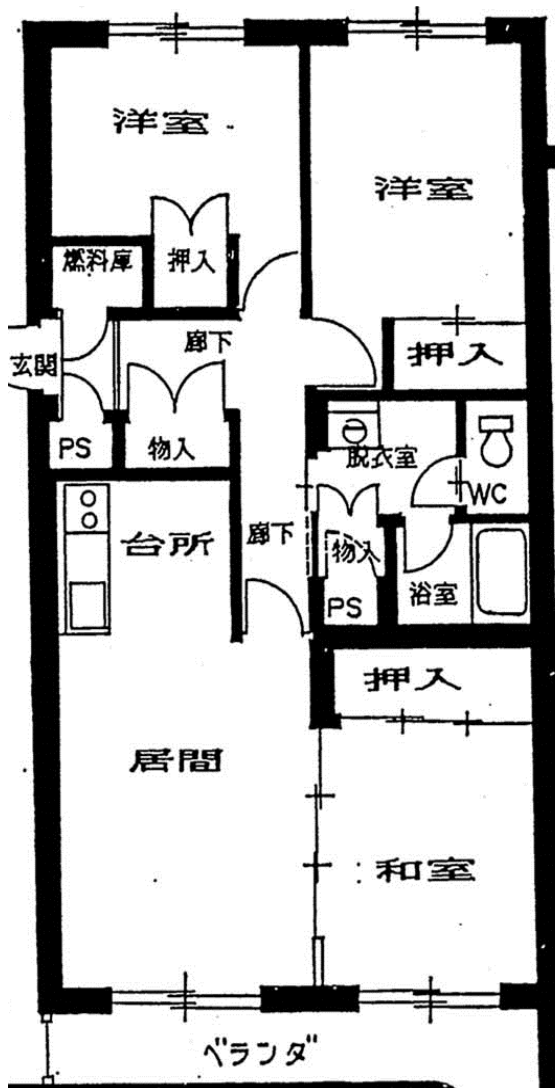 洋室
洋室
燃料庫
押入
廊下
玄関
押入
PS
物入
脱衣室
WC
台所
廊下
物入
浴室
PS
押入
居間
和室
ベランダ